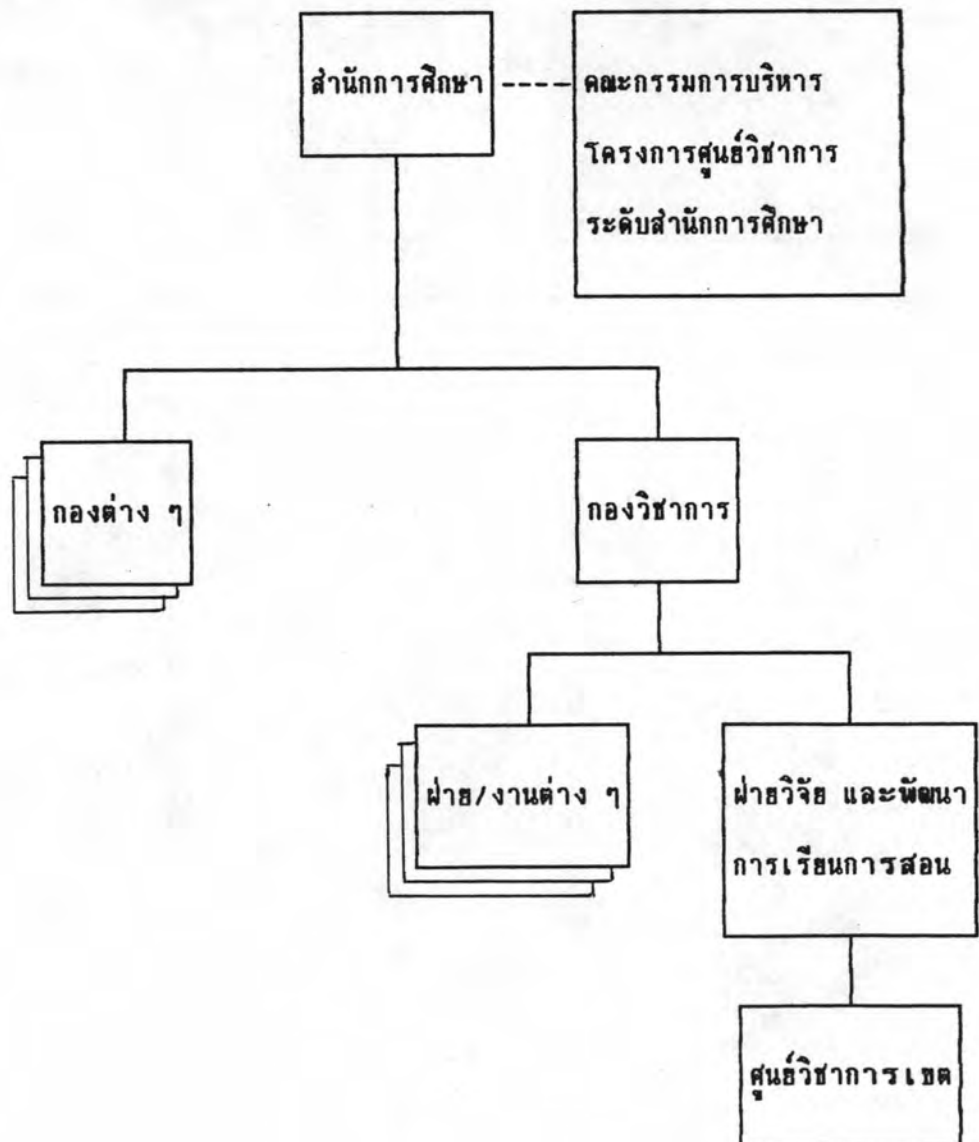 สำนักการศึกษา
คณะกรรมการบริหาร
โครงการศูนย์วิชาการ
ระดับสำนักการศึกษา
กองต่าง ๆ
กองวิชาการ
ฝ่าย/งานต่าง ๆ
ฝ่ายวิจัย และพัฒนา
การเรียนการสอน
ศูนย์วิชาการเขต